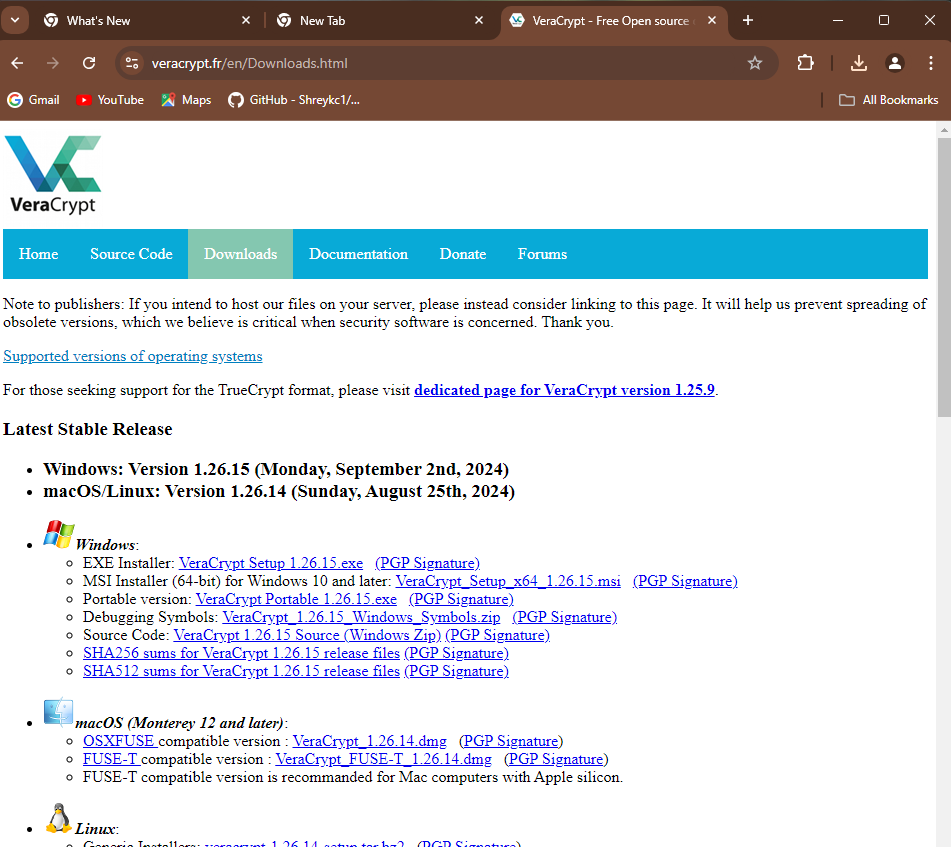 What's New
New Tab
VeraCrypt - Free Open source
veracrypt.fr/en/Downloads.html
Gmail YouTube Maps GitHub - Shreykc1/... All Bookmarks
VeraCrypt
Home Source Code Downloads Documentation Donate Forums
Note to publishers: If you intend to host our files on your server, please instead consider linking to this page. It will help us prevent spreading of
obsolete versions, which we believe is critical when security software is concerned. Thank you.
Supported versions of operating systems
For those seeking support for the TrueCrypt format, please visit dedicated page for VeraCrypt version 1.25.9.
Latest Stable Release
Windows: Version 1.26.15 (Monday, September 2nd, 2024)
macOS/Linux: Version 1.26.14 (Sunday, August 25th, 2024)
Windows:
EXE Installer: VeraCrypt Setup 1.26.15.exe (PGP Signature)
MSI Installer (64-bit) for Windows 10 and later: VeraCrypt_Setup_x64_1.26.15.msi (PGP Signature)
Portable version: VeraCrypt Portable 1.26.15.exe (PGP Signature)
Debugging Symbols: VeraCrypt_1.26.15_Windows_Symbols.zip (PGP Signature)
Source Code: VeraCrypt 1.26.15 Source (Windows Zip) (PGP Signature)
SHA256 sums for VeraCrypt 1.26.15 release files (PGP Signature)
SHA512 sums for VeraCrypt 1.26.15 release files (PGP Signature)
macOS (Monterey 12 and later):
OSXFUSE compatible version : VeraCrypt_1.26.14.dmg (PGP Signature)
FUSE-T compatible version : VeraCrypt_FUSE-T_1.26.14.dmg (PGP Signature)
FUSE-T compatible version is recommanded for Mac computers with Apple silicon.
Linux:
Generic Installers: veracrypt-1.26.14-setup.tar.bz2 (PGP Signature)